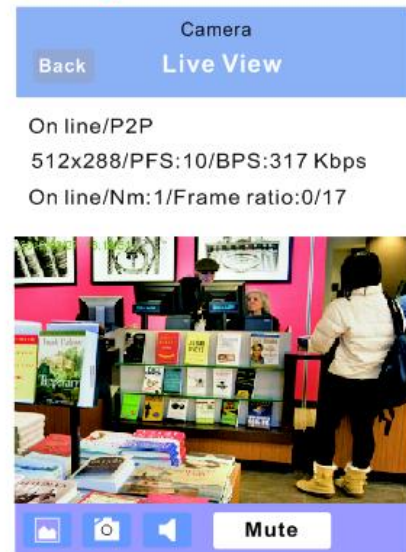 Camera
Back
Live View
On line/P2P
512x288/PFS:10/BPS:317 Kbps
On line/Nm:1/Frame ratio:0/17
Mute